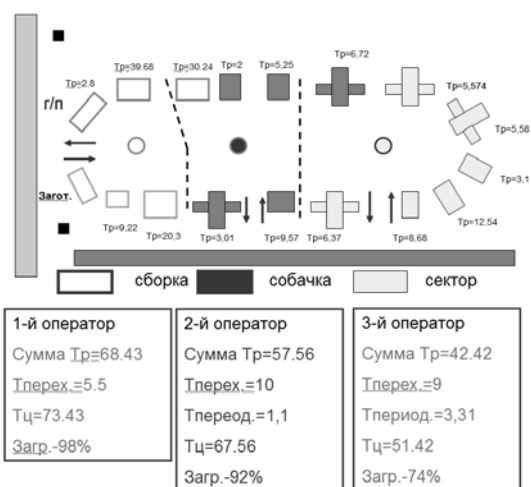 Тр=39.68
Тр=30.24
Тр=2
Тр=5,25
Тр=6,72
Тр=2.8
Тр=5,574
г/п
Тр=5,58
Тр=3,1
Загот.
Тр=12,54
Тр=9,22
Тр=20,3
Тр=3,01
Тр=9,57
Тр=6,37
Тр=8,68
сборка
собачка
сектор
1-й оператор
Сумма Тр=68.43
Тперех.=5.5
Тц=73.43
Загр.-98%
2-й оператор
Сумма Тр=57.56
Тперех.=10
Тпереод.=1,1
Тц=67.56
Загр.-92%
3-й оператор
Сумма Тр=42.42
Тперех.=9
Тпериод.=3,31
Тц=51.42
Загр.-74%